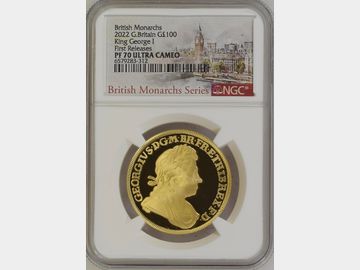 British Monarchs
2022 G.Britain G£100
King George I
First Releases
PF 70 ULTRA CAMEO
6579283-312
British Monarchs Series
NGC
GEORGIVS·D·G·M·BR·FR·ET·HIB·REX·F·D·